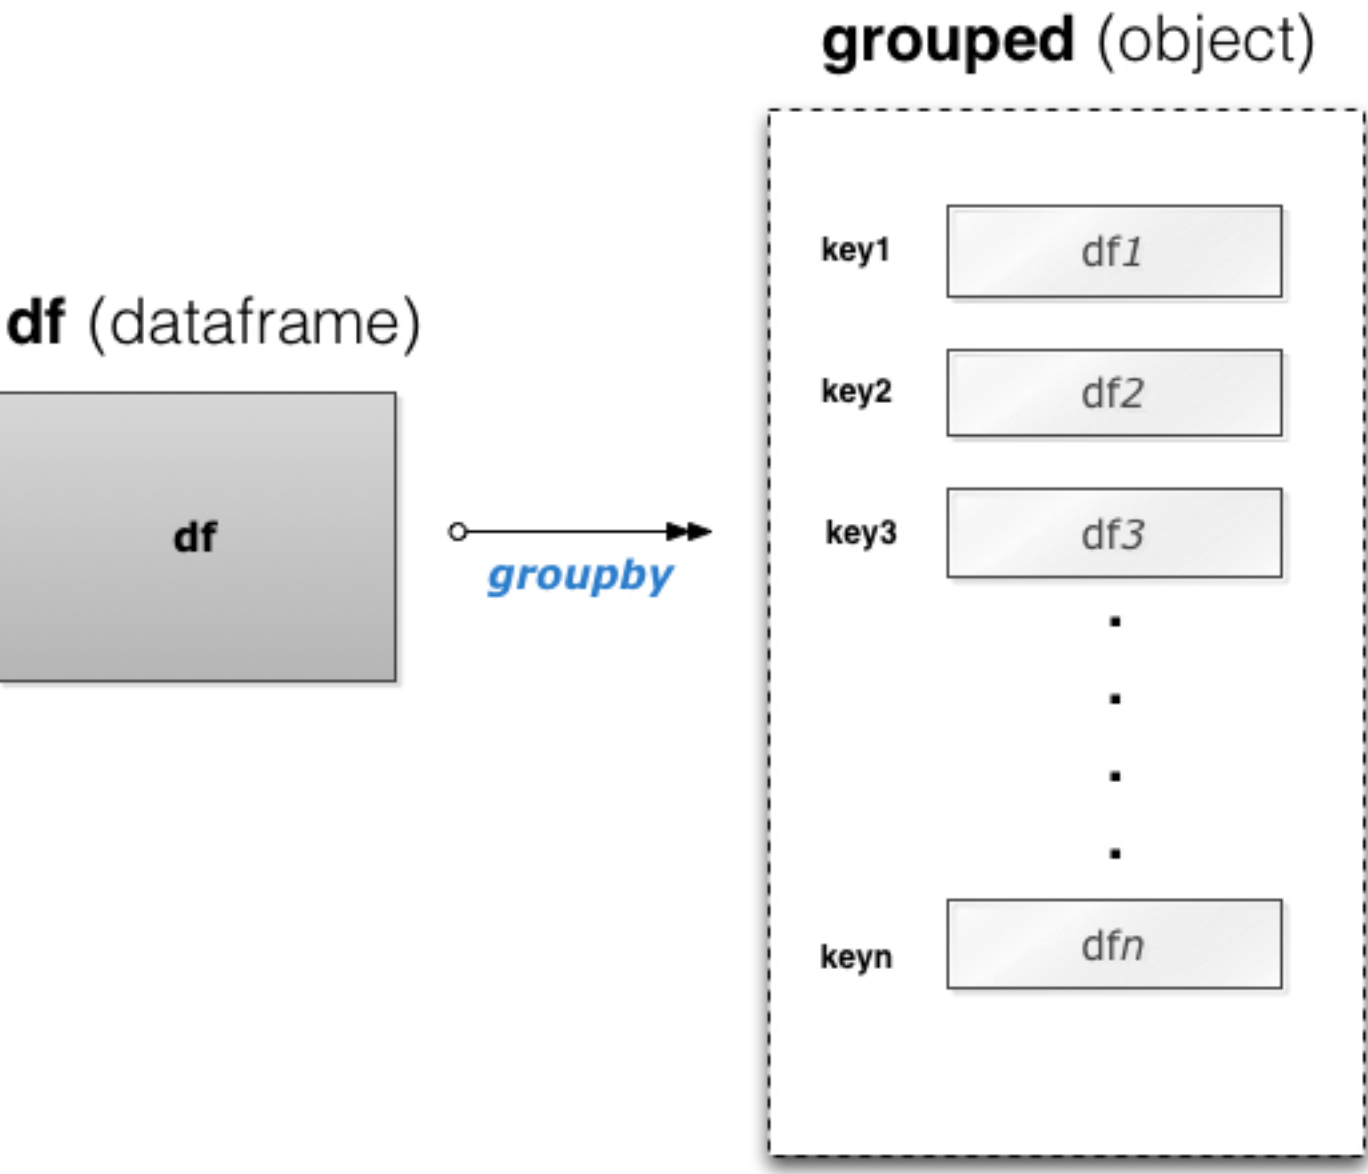 grouped (object)
key1 df1
df (dataframe)
key2 df2
df
key3 df3
groupby
keyn dfn